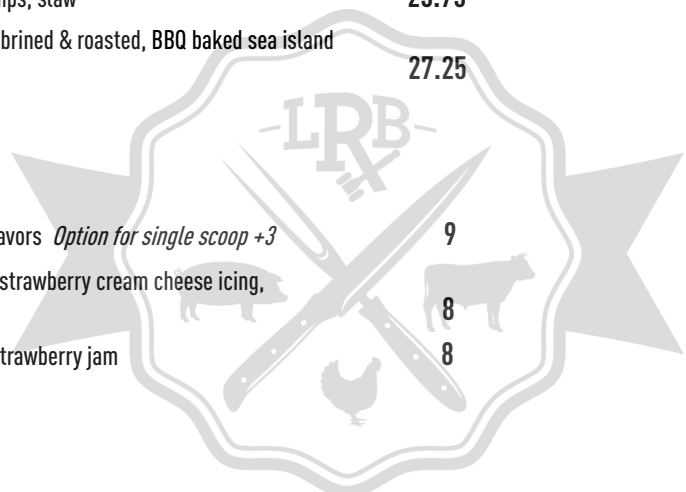 slaw
brined & roasted, BBQ baked sea island
27.25
LRB
Option for single scoop +3 9
strawberry cream cheese icing,
8
strawberry jam 8